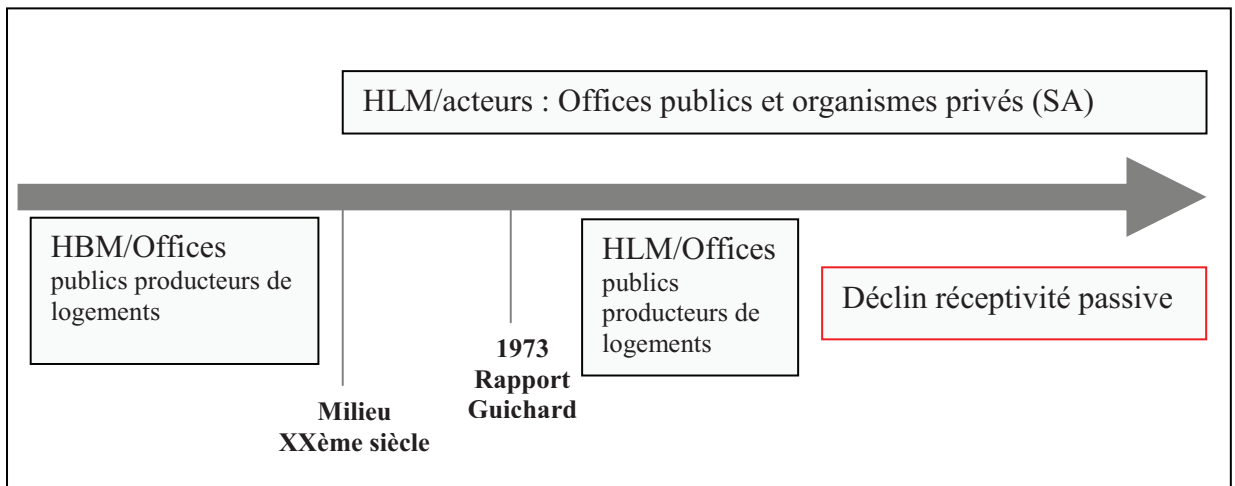 HLM/acteurs : Offices publics et organismes privés (SA)
HBM/Offices
publics producteurs de
logements
HLM/Offices
publics
producteurs de
logements
Déclin réceptivité passive
1973
Rapport
Guichard
Milieu
XXème siècle